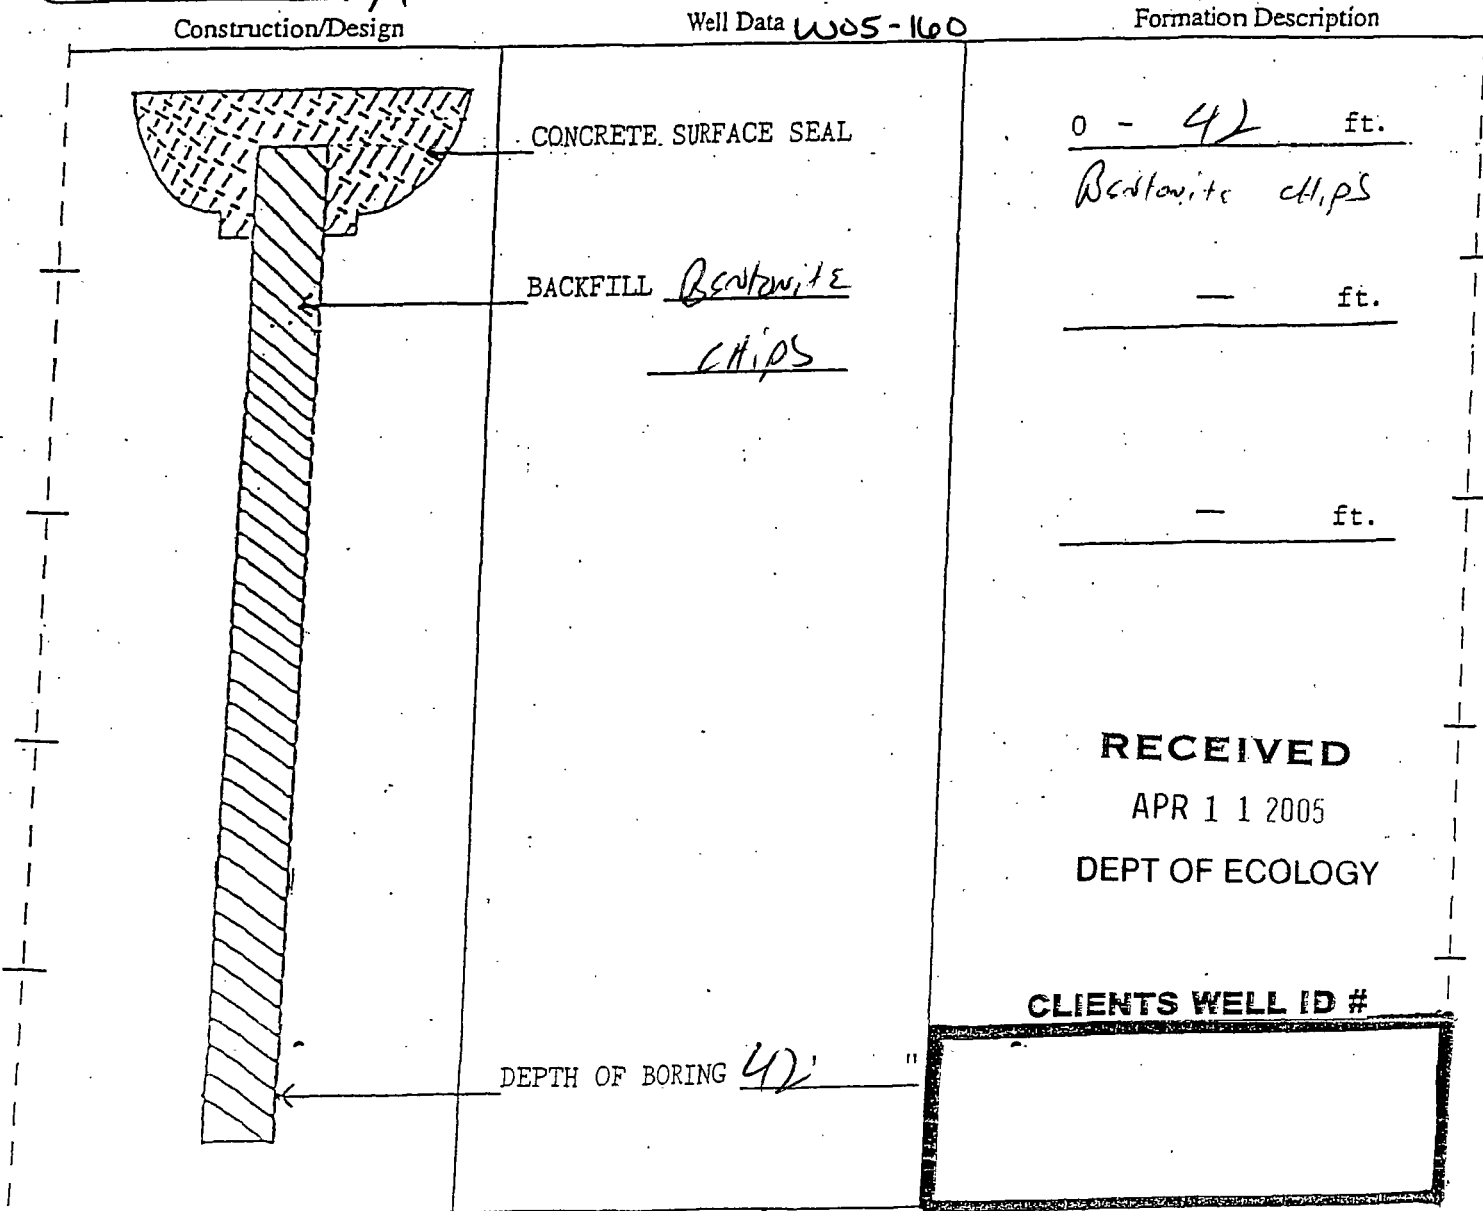 Construction/Design
Well Data W05-160
Formation Description
CONCRETE SURFACE SEAL
0 - 42 ft.
Bentonite CHips
BACKFILL Bentonite
CHips
- ft.
- ft.
RECEIVED
APR 1 1 2005
DEPT OF ECOLOGY
CLIENTS WELL ID #
DEPTH OF BORING 42' "